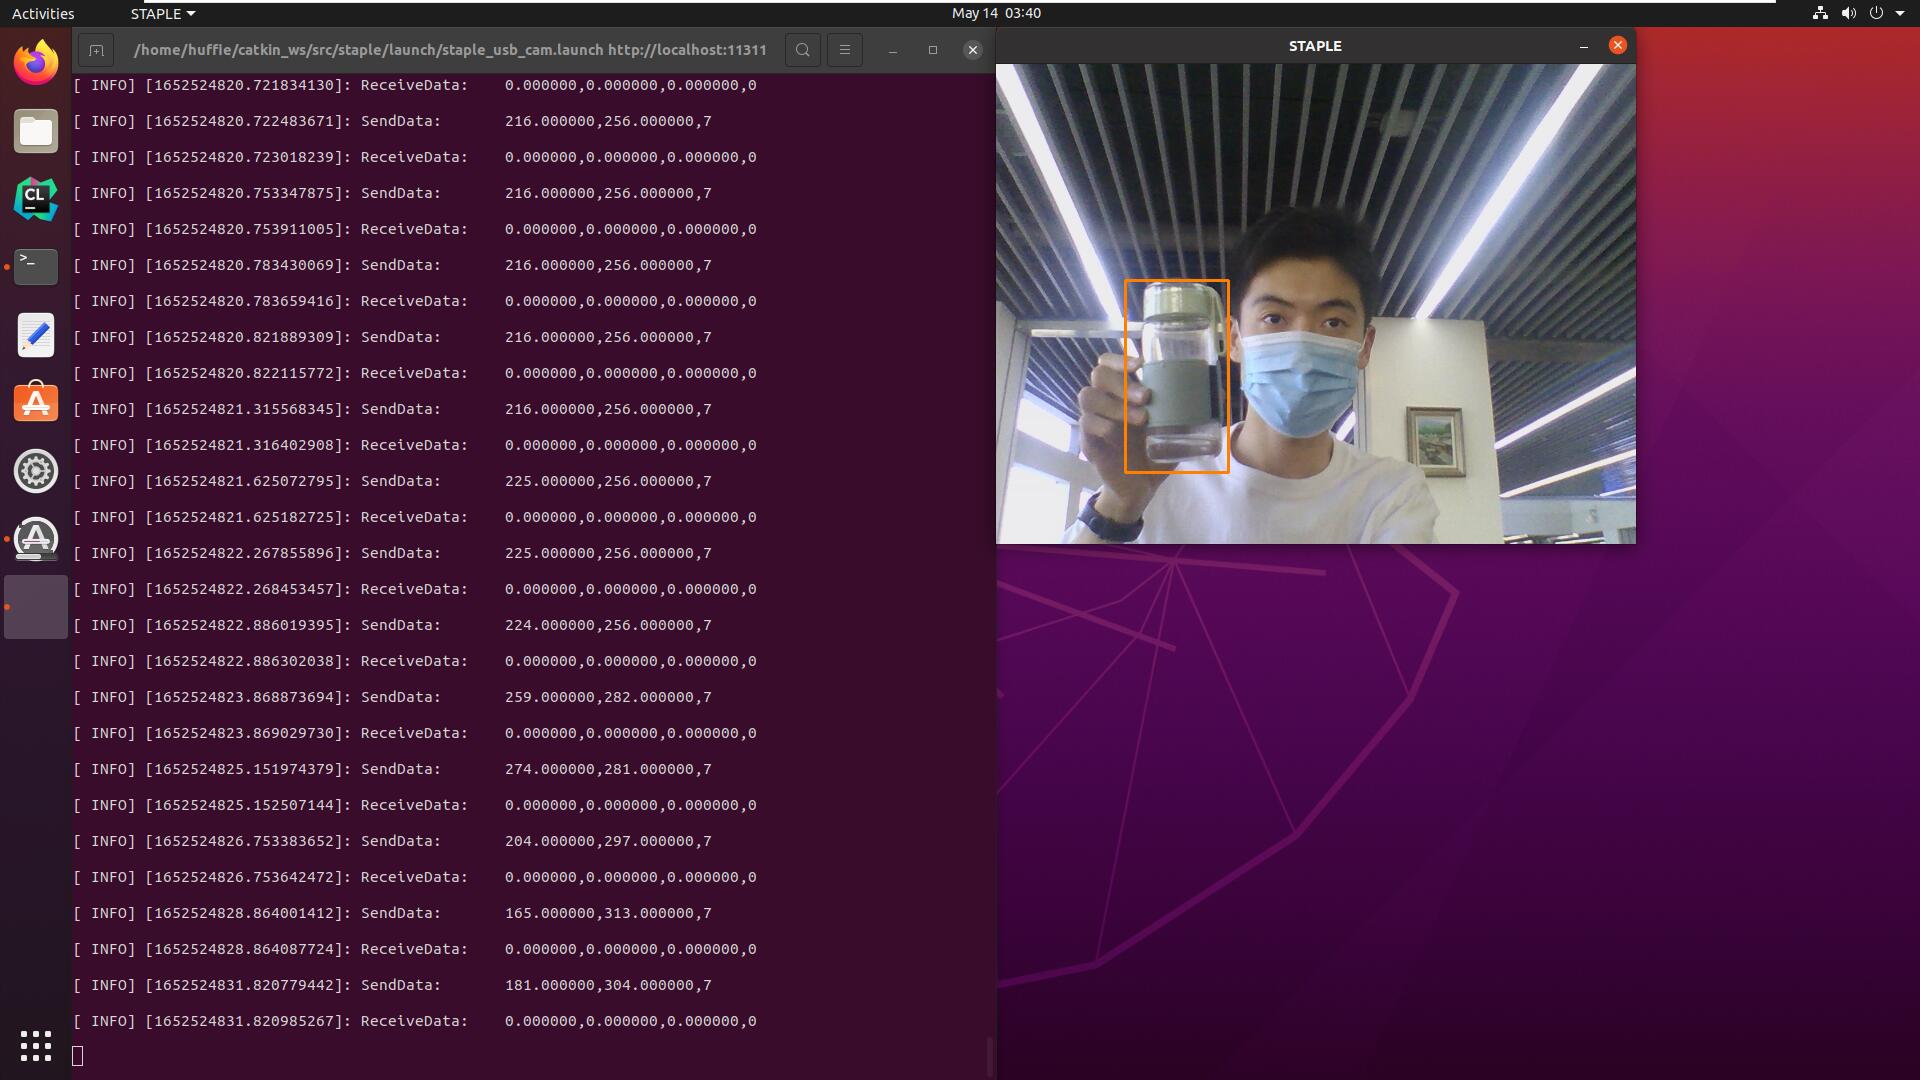 Activities
STAPLE
May 14 03:40
/home/huffie/catkin_ws/src/staple/launch/staple_usb_cam.launch http://localhost:11311
[ INFO] [1652524820.721834130]: ReceiveData: 0.000000,0.000000,0.000000,0
[ INFO] [1652524820.722483671]: SendData: 216.000000,256.000000,7
[ INFO] [1652524820.723018239]: ReceiveData: 0.000000,0.000000,0.000000,0
[ INFO] [1652524820.753347875]: SendData: 216.000000,256.000000,7
[ INFO] [1652524820.753911005]: ReceiveData: 0.000000,0.000000,0.000000,0
[ INFO] [1652524820.783430069]: SendData: 216.000000,256.000000,7
[ INFO] [1652524820.783659416]: ReceiveData: 0.000000,0.000000,0.000000,0
[ INFO] [1652524820.821889309]: SendData: 216.000000,256.000000,7
[ INFO] [1652524820.822115772]: ReceiveData: 0.000000,0.000000,0.000000,0
[ INFO] [1652524821.315568345]: SendData: 216.000000,256.000000,7
[ INFO] [1652524821.316402908]: ReceiveData: 0.000000,0.000000,0.000000,0
[ INFO] [1652524821.625072795]: SendData: 225.000000,256.000000,7
[ INFO] [1652524821.625182725]: ReceiveData: 0.000000,0.000000,0.000000,0
[ INFO] [1652524822.267855896]: SendData: 225.000000,256.000000,7
[ INFO] [1652524822.268453457]: ReceiveData: 0.000000,0.000000,0.000000,0
[ INFO] [1652524822.886019395]: SendData: 224.000000,256.000000,7
[ INFO] [1652524822.886302038]: ReceiveData: 0.000000,0.000000,0.000000,0
[ INFO] [1652524823.868873694]: SendData: 259.000000,282.000000,7
[ INFO] [1652524823.869029730]: ReceiveData: 0.000000,0.000000,0.000000,0
[ INFO] [1652524825.151974379]: SendData: 274.000000,281.000000,7
[ INFO] [1652524825.152507144]: ReceiveData: 0.000000,0.000000,0.000000,0
[ INFO] [1652524826.753383652]: SendData: 204.000000,297.000000,7
[ INFO] [1652524826.753642472]: ReceiveData: 0.000000,0.000000,0.000000,0
[ INFO] [1652524828.864001412]: SendData: 165.000000,313.000000,7
[ INFO] [1652524828.864087724]: ReceiveData: 0.000000,0.000000,0.000000,0
[ INFO] [1652524831.820779442]: SendData: 181.000000,304.000000,7
[ INFO] [1652524831.820985267]: ReceiveData: 0.000000,0.000000,0.000000,0
STAPLE
CL